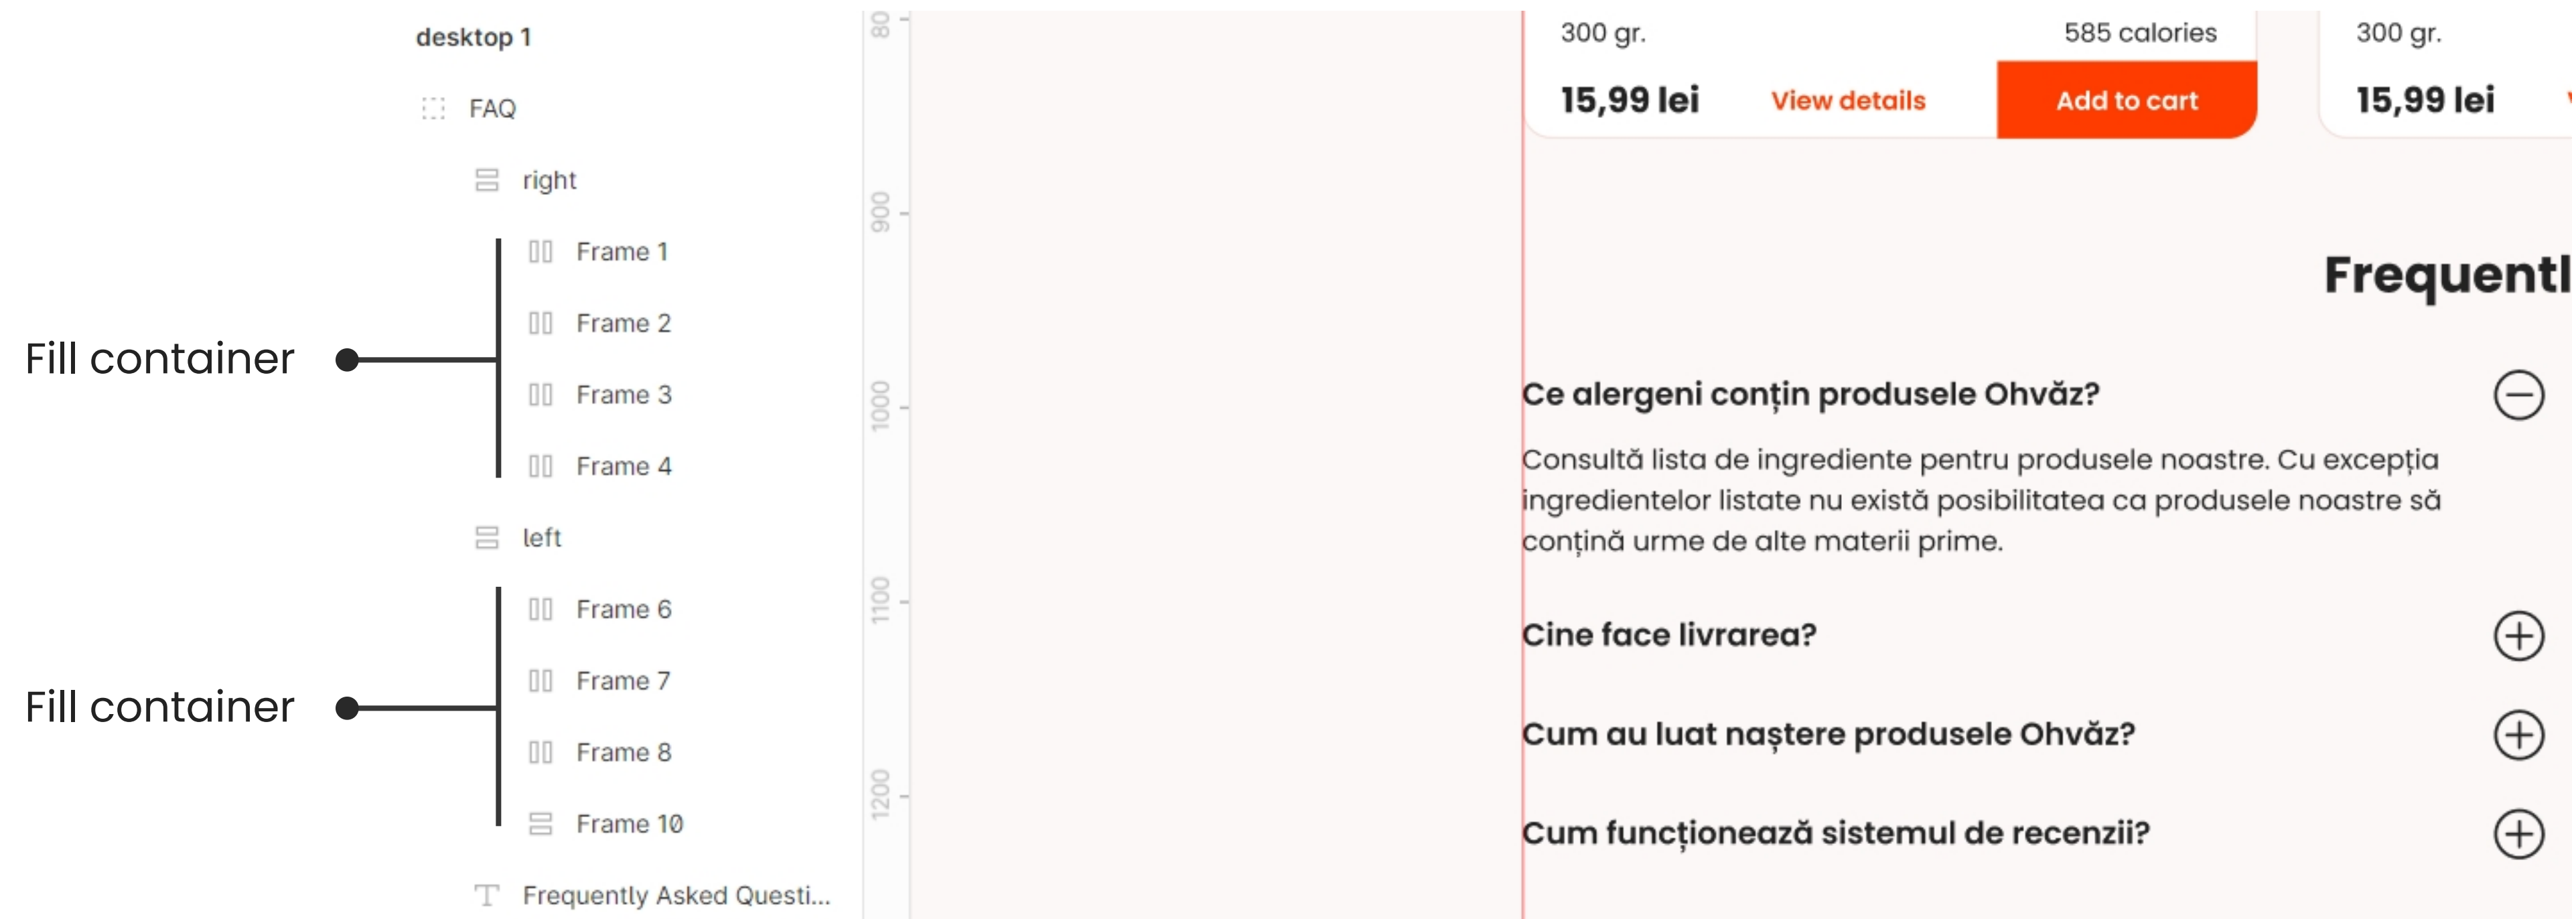 desktop 1
FAQ
right
Frame 1
Frame 2
Fill container
Frame 3
Frame 4
left
Frame 6
Frame 7
Fill container
Frame 8
Frame 10
Frequently Asked Questi...
80
900
1000
1100
1200
300 gr.
585 calories
15,99 lei
View details
Add to cart
300 gr.
15,99 lei
Frequentl
Ce alergeni conțin produsele Ohvăz?
Consultă lista de ingrediente pentru produsele noastre. Cu excepția
ingredientelor listate nu există posibilitatea ca produsele noastre să
conțină urme de alte materii prime.
Cine face livrarea?
Cum au luat naștere produsele Ohvăz?
Cum funcționează sistemul de recenzii?